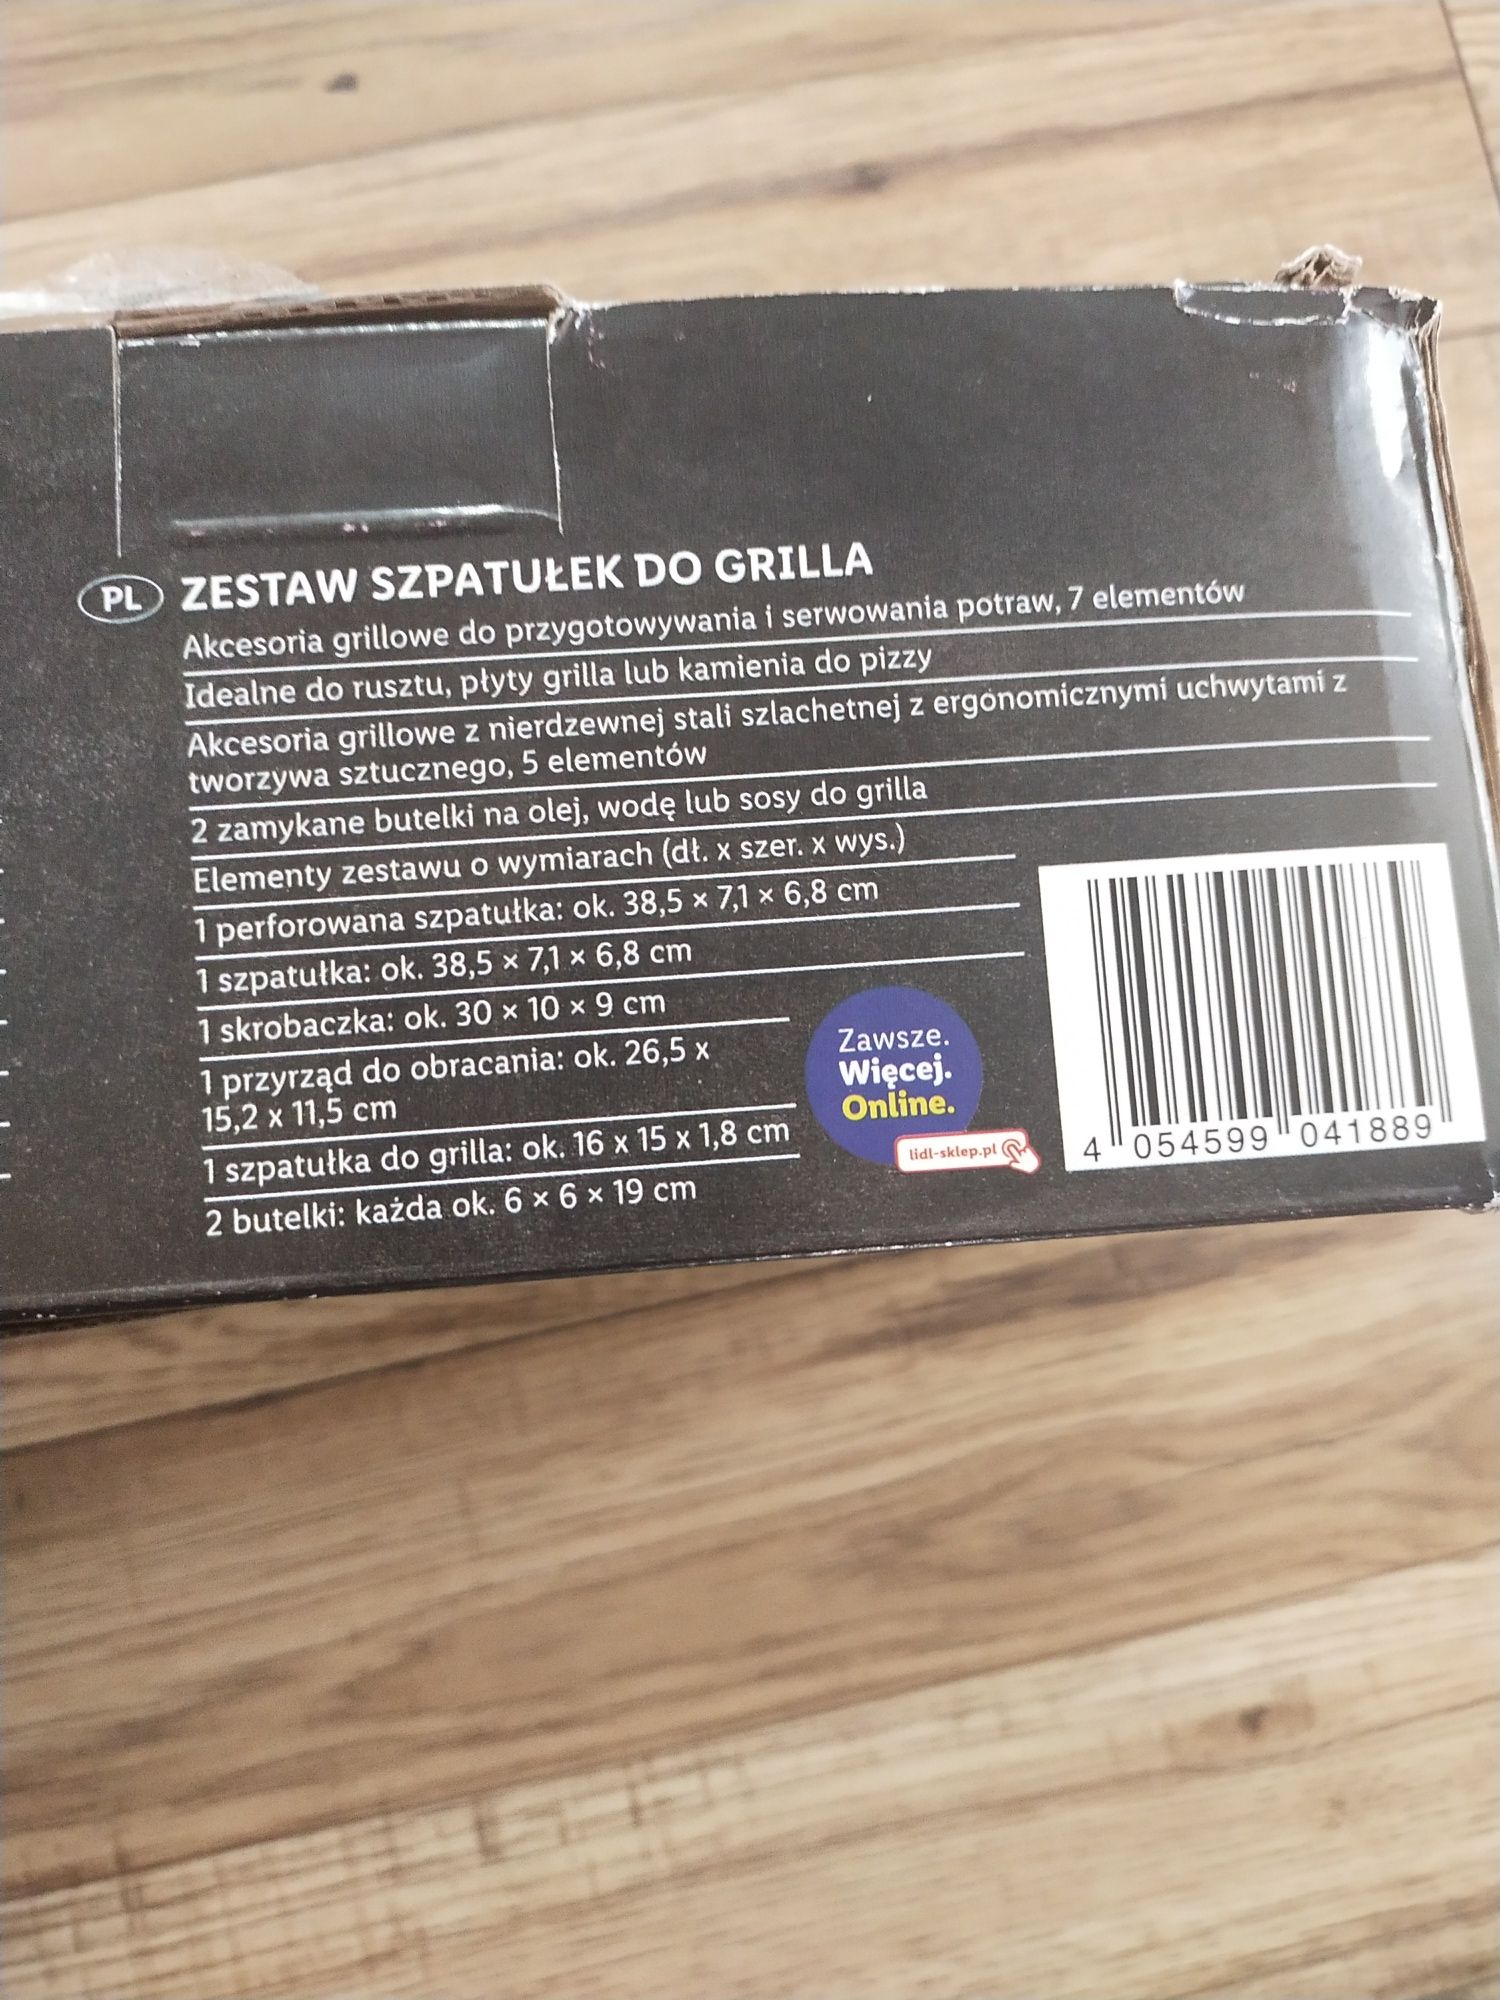 PL ZESTAW SZPATUŁEK DO GRILLA
Akcesoria grillowe do przygotowywania i serwowania potraw, 7 elementów
Idealne do rusztu, płyty grilla lub kamienia do pizzy
Akcesoria grillowe z nierdzewnej stali szlachetnej z ergonomicznymi uchwytami z
tworzywa sztucznego, 5 elementów
2 zamykane butelki na olej, wodę lub sosy do grilla
Elementy zestawu o wymiarach (dł. x szer. x wys.)
1 perforowana szpatułka: ok. 38,5 × 7,1 × 6,8 cm
1 szpatułka: ok. 38,5 × 7,1 × 6,8 cm
1 skrobaczka: ok. 30 × 10 × 9 cm
1 przyrząd do obracania: ok. 26,5 x
15,2 x 11,5 cm
1 szpatułka do grilla: ok. 16 x 15 x 1,8 cm
2 butelki: każda ok. 6 × 6 × 19 cm
Zawsze.
Więcej.
Online.
lidl-sklep.pl
4 054599 041889